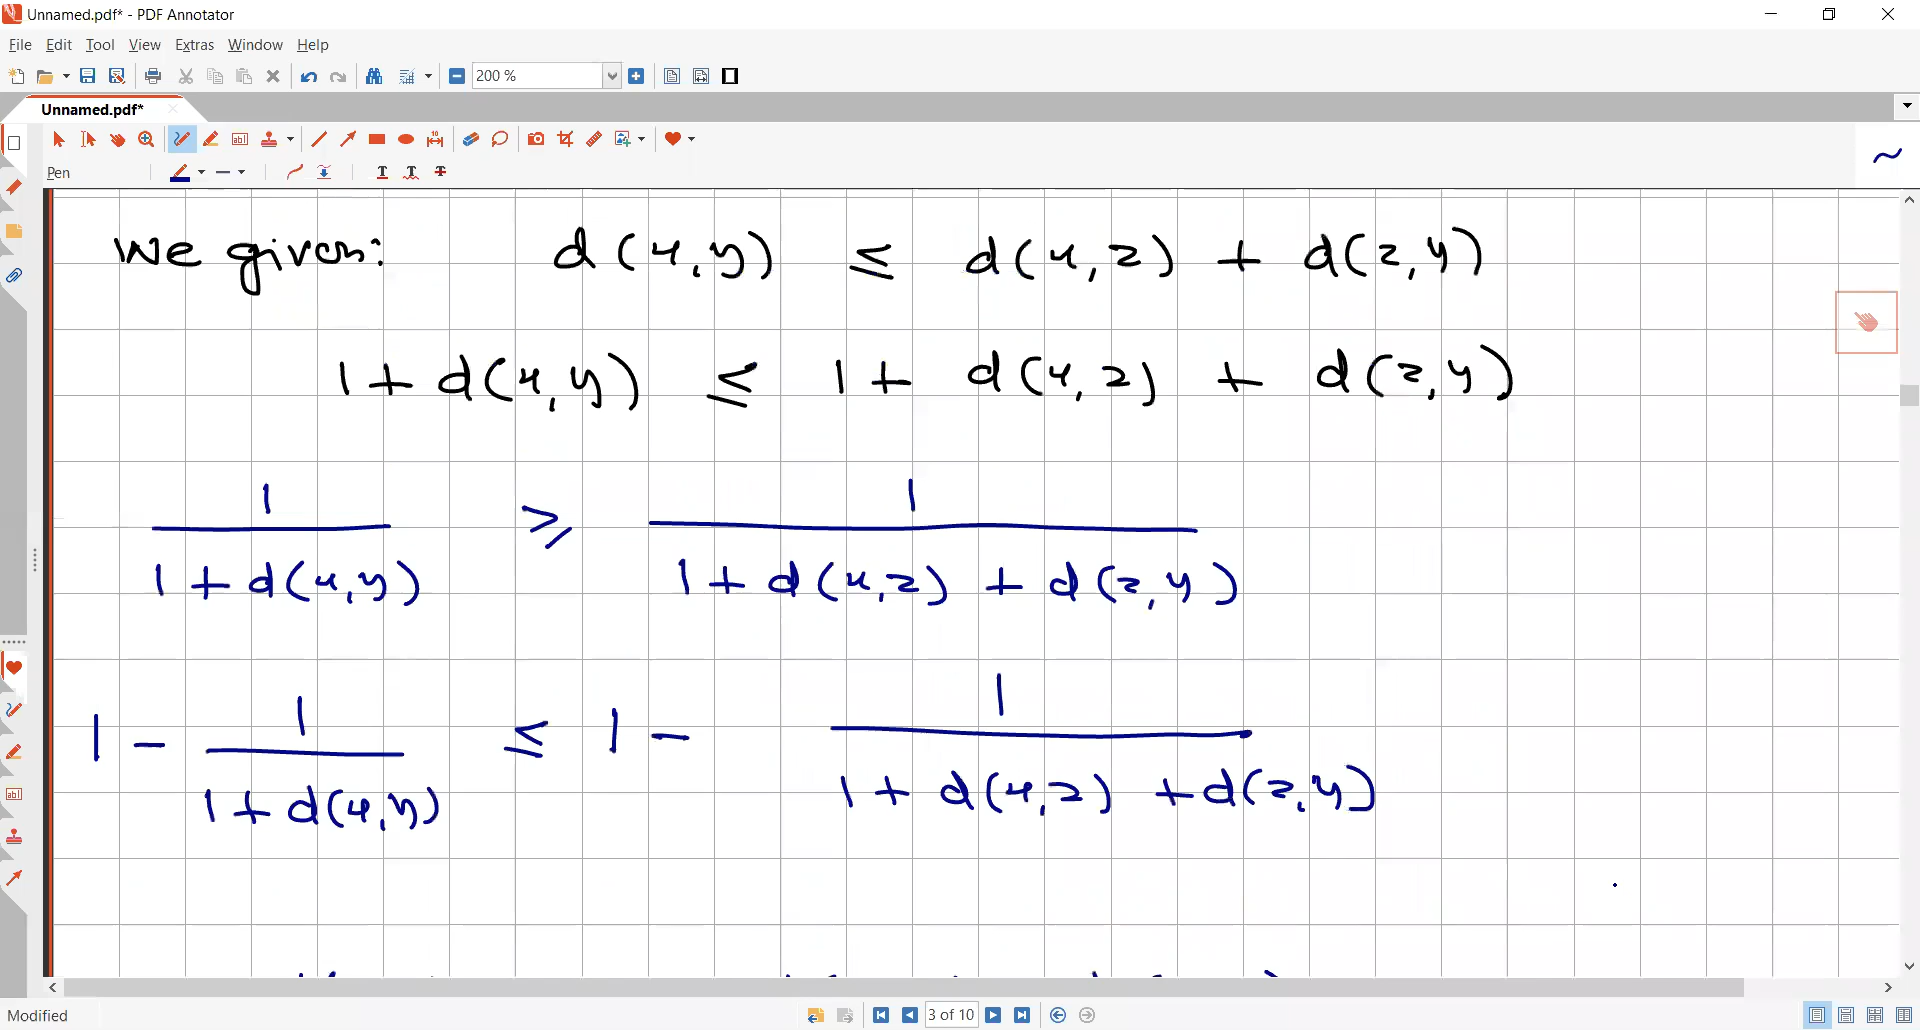 Unnamed.pdf* - PDF Annotator
File Edit Tool View Extras Window Help
200 %
Unnamed.pdf*
Pen
We given: d(x,y) ≤ d(x,z) + d(z,y)
1 + d(x,y) ≤ 1 + d(x,z) + d(z,y)
1 / (1 + d(x,y)) ≥ 1 / (1 + d(x,z) + d(z,y))
1 - 1 / (1 + d(x,y)) ≤ 1 - 1 / (1 + d(x,z) + d(z,y))
3 of 10
Modified